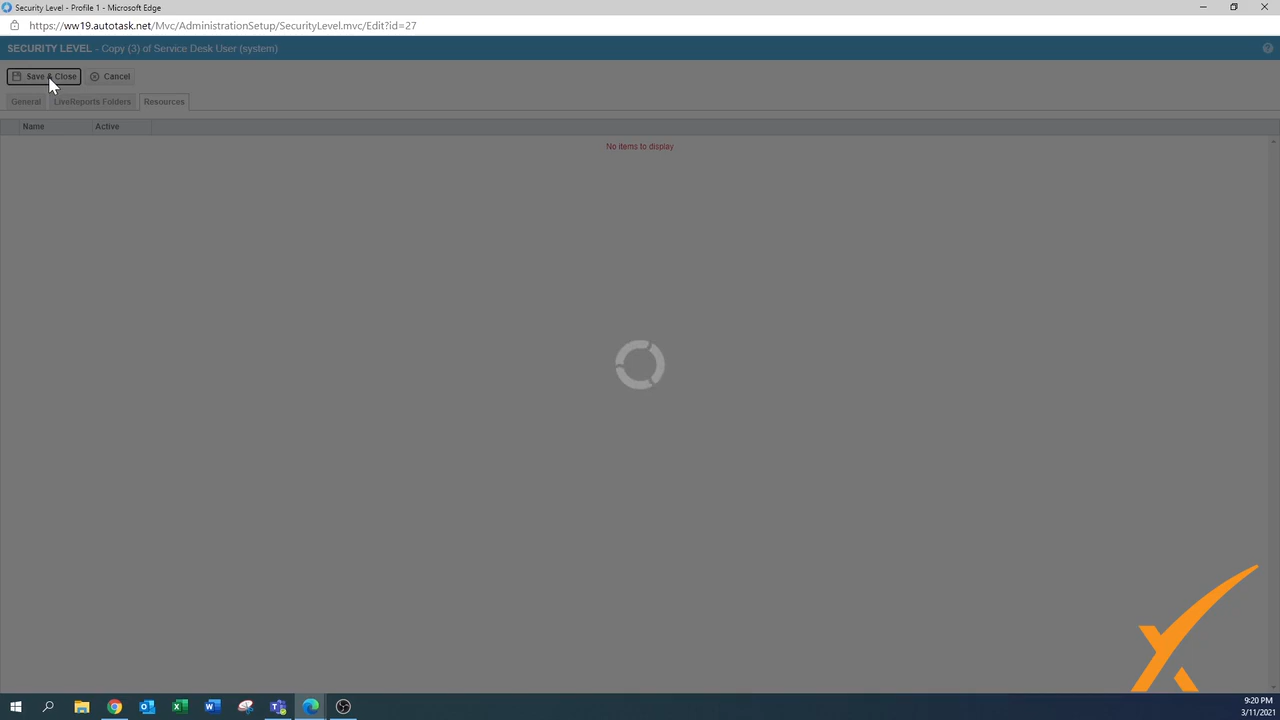 Security Level - Profile 1 - Microsoft Edge
https://ww19.autotask.net/Mvc/AdministrationSetup/SecurityLevel.mvc/Edit?id=27
SECURITY LEVEL - Copy (3) of Service Desk User (system)
Save & Close Cancel
General LiveReports Folders Resources
Name Active
No items to display
9:20 PM
3/11/2021